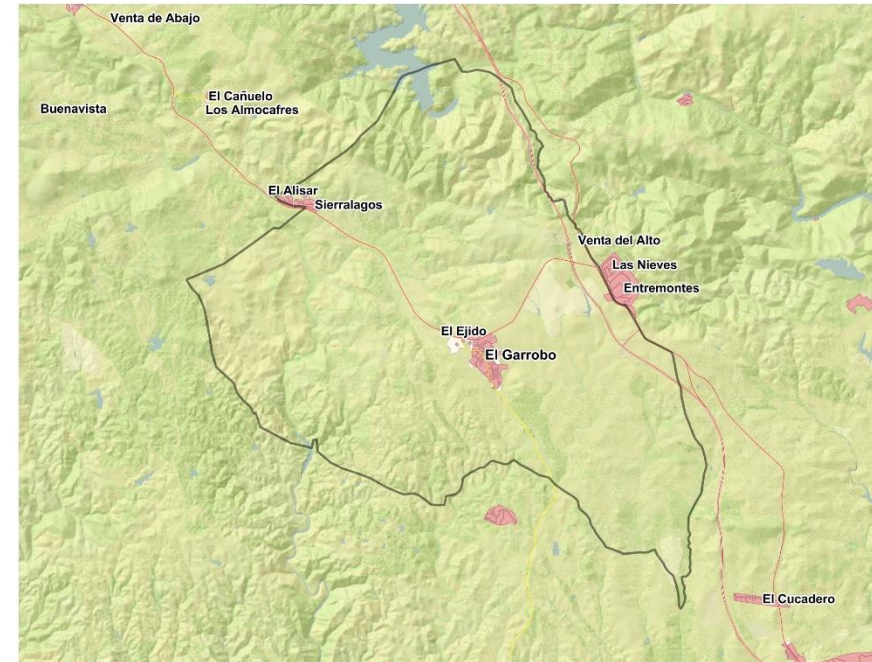 Venta de Abajo
El Cañuelo
Los Almocafres
Buenavista
El Alisar
Sierralagos
Venta del Alto
Las Nieves
Entremontes
El Ejido
El Garrobo
El Cucadero